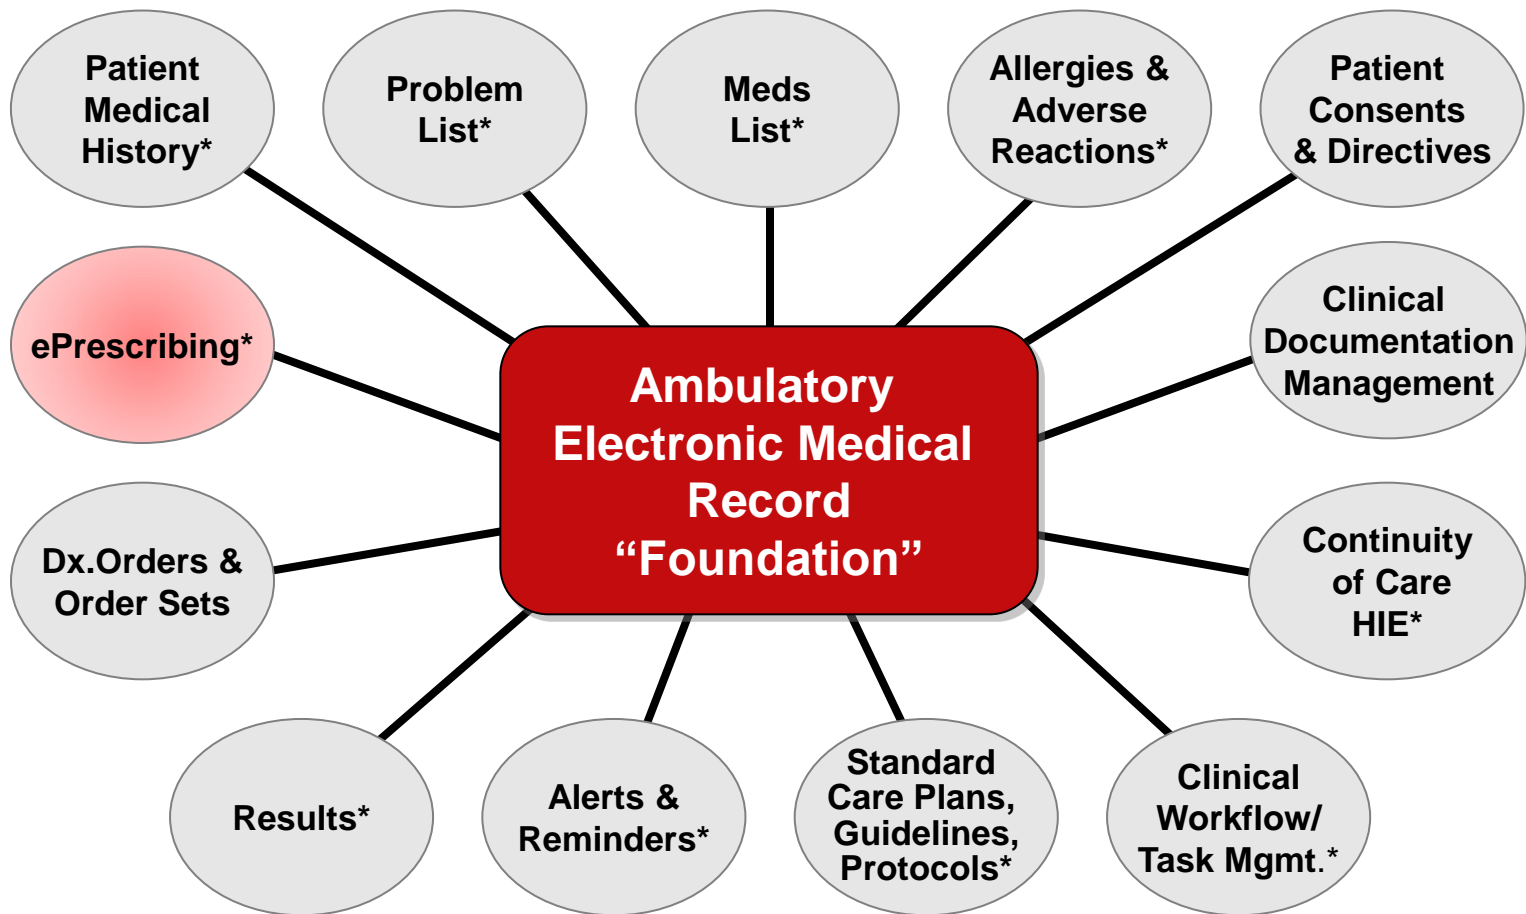 Patient
Medical
History*
Problem
List*
Meds
List*
Allergies &
Adverse
Reactions*
Patient
Consents
& Directives
ePrescribing*
Clinical
Documentation
Management
Ambulatory
Electronic Medical
Record
“Foundation”
Dx.Orders &
Order Sets
Continuity
of Care
HIE*
Results*
Alerts &
Reminders*
Standard
Care Plans,
Guidelines,
Protocols*
Clinical
Workflow/
Task Mgmt.*